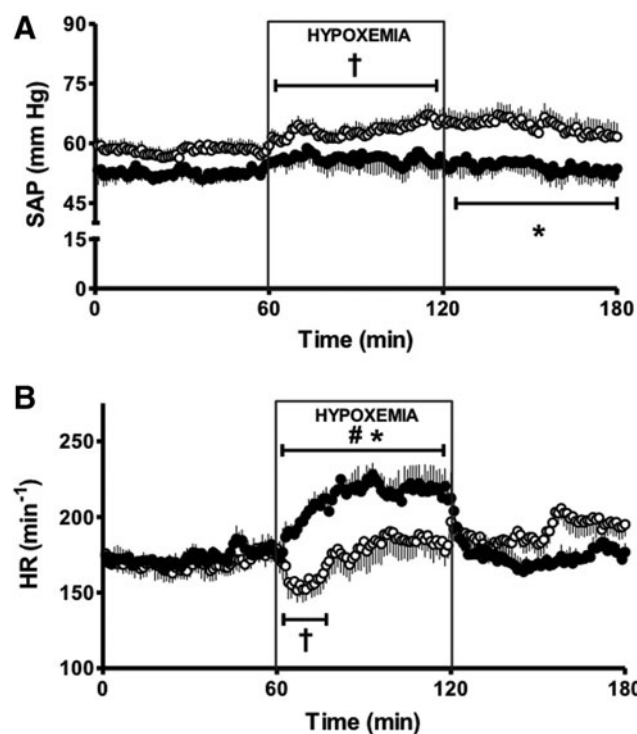 A
90
HYPOXEMIA
†
75
60
45
15
0
*
SAP (mm Hg)
0 60 120 180
Time (min)
B
HYPOXEMIA
# *
250
200
150
100
†
HR (min⁻¹)
0 60 120 180
Time (min)